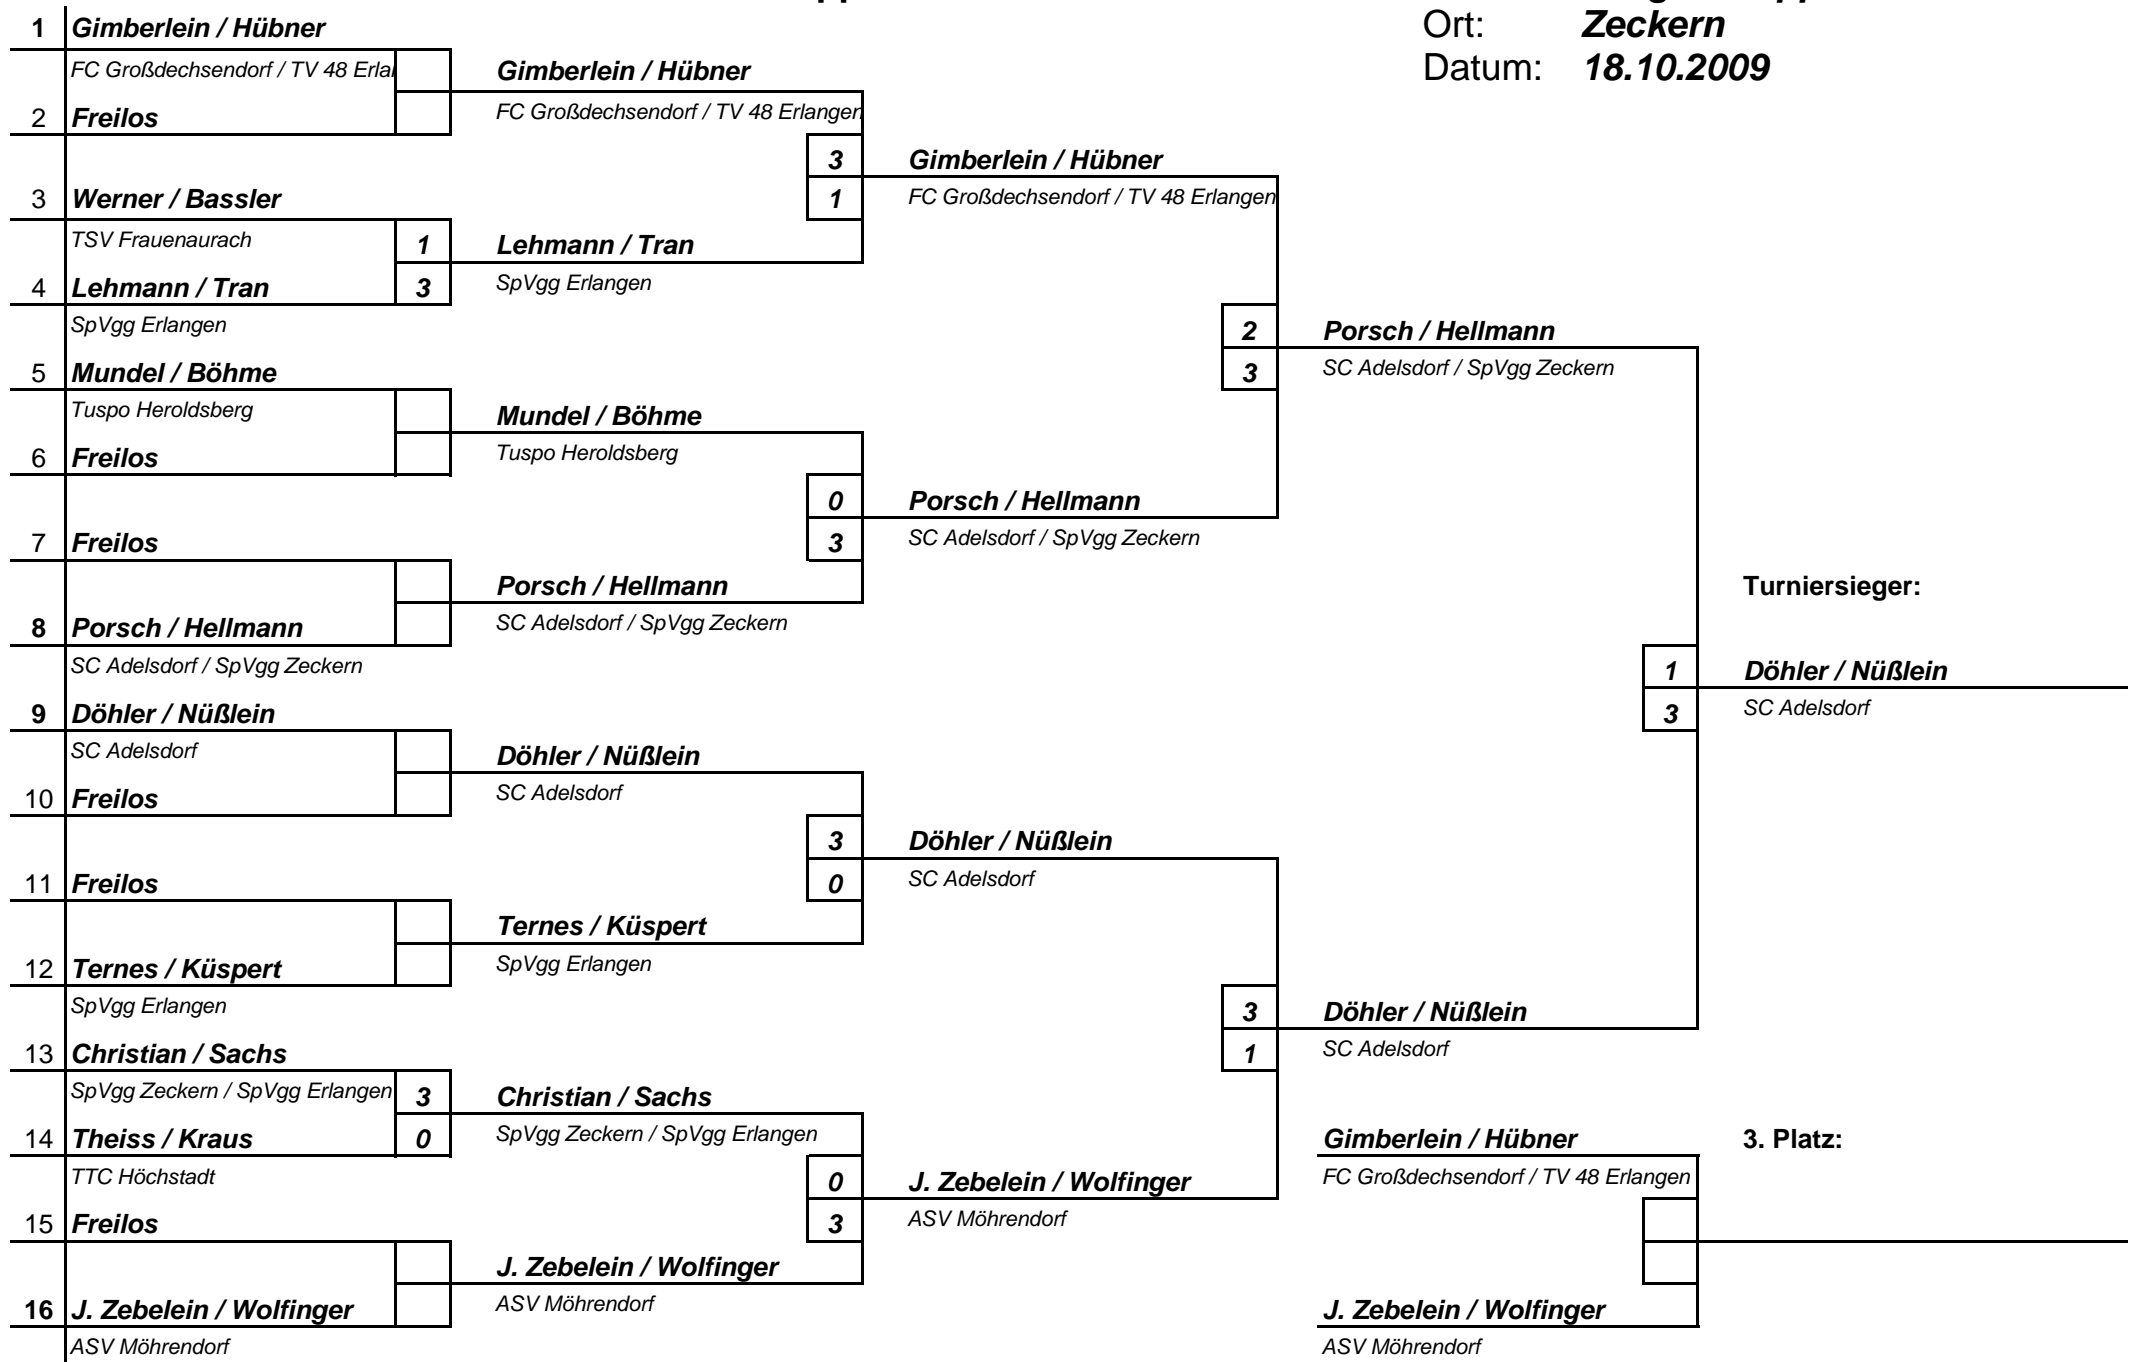 Ort: Zeckern
Datum: 18.10.2009
1 Gimberlein / Hübner
FC Großdechsendorf / TV 48 Erlan
2 Freilos
3 Werner / Bassler
TSV Frauenaurach 1
4 Lehmann / Tran 3
SpVgg Erlangen
5 Mundel / Böhme
Tuspo Heroldsberg
6 Freilos
7 Freilos
8 Porsch / Hellmann
SC Adelsdorf / SpVgg Zeckern
9 Döhler / Nüßlein
SC Adelsdorf
10 Freilos
11 Freilos
12 Ternes / Küspert
SpVgg Erlangen
13 Christian / Sachs
SpVgg Zeckern / SpVgg Erlangen 3
14 Theiss / Kraus 0
TTC Höchstadt
15 Freilos
16 J. Zebelein / Wolfinger
ASV Möhrendorf
Gimberlein / Hübner
FC Großdechsendorf / TV 48 Erlangen
3
1
Lehmann / Tran
SpVgg Erlangen
Mundel / Böhme
Tuspo Heroldsberg
0
3
Porsch / Hellmann
SC Adelsdorf / SpVgg Zeckern
Döhler / Nüßlein
SC Adelsdorf
3
0
Ternes / Küspert
SpVgg Erlangen
Christian / Sachs
SpVgg Zeckern / SpVgg Erlangen
0
3
J. Zebelein / Wolfinger
ASV Möhrendorf
Gimberlein / Hübner
FC Großdechsendorf / TV 48 Erlangen
2
3
Porsch / Hellmann
SC Adelsdorf / SpVgg Zeckern
Döhler / Nüßlein
SC Adelsdorf
3
1
J. Zebelein / Wolfinger
ASV Möhrendorf
Porsch / Hellmann
SC Adelsdorf / SpVgg Zeckern
1
3
Döhler / Nüßlein
SC Adelsdorf
Turniersieger:
Döhler / Nüßlein
SC Adelsdorf
Gimberlein / Hübner
FC Großdechsendorf / TV 48 Erlangen
J. Zebelein / Wolfinger
ASV Möhrendorf
3. Platz: